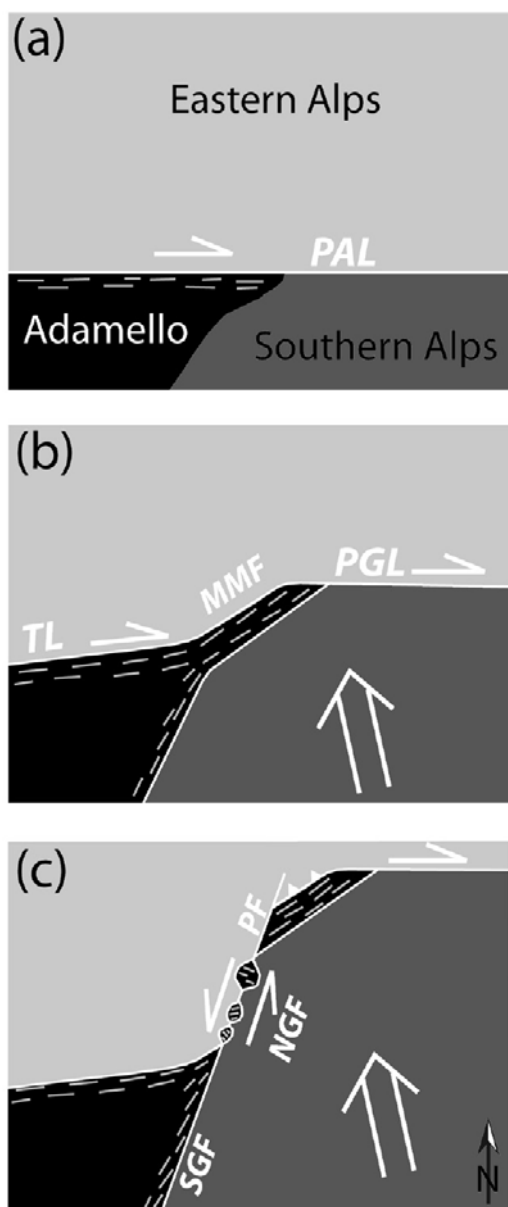 (a)
Eastern Alps
PAL
Adamello
Southern Alps
(b)
TL
MMF
PGL
(c)
PF
NGF
SGF
N